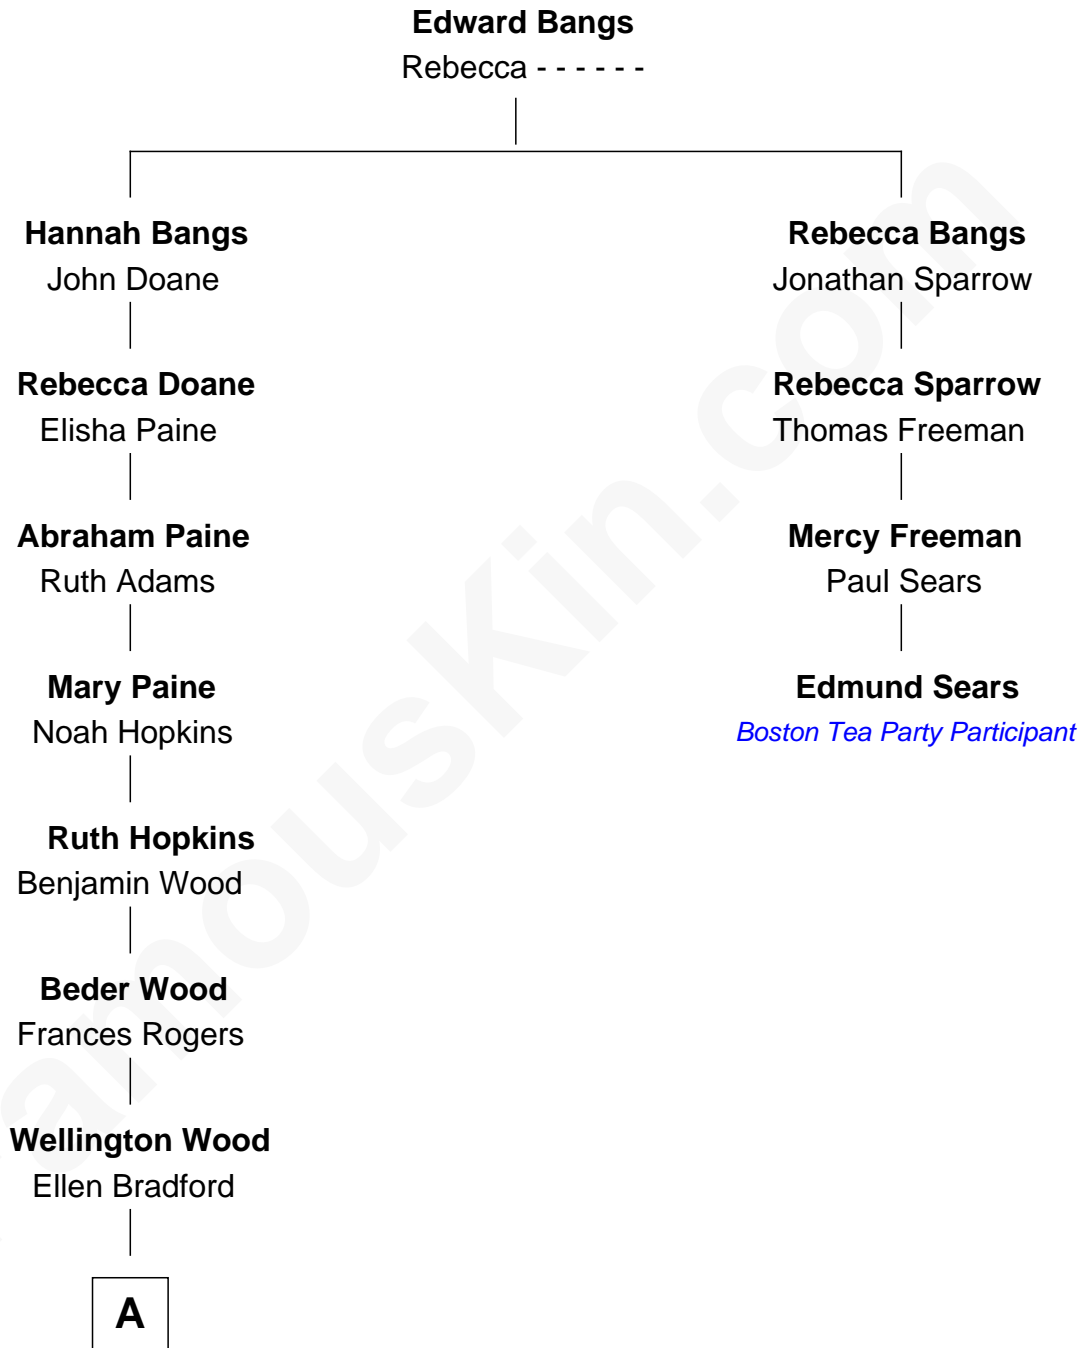 Edward Bangs
Rebecca - - - - - -
Hannah Bangs
John Doane
Rebecca Bangs
Jonathan Sparrow
Rebecca Doane
Elisha Paine
Rebecca Sparrow
Thomas Freeman
Abraham Paine
Ruth Adams
Mercy Freeman
Paul Sears
Mary Paine
Noah Hopkins
Edmund Sears
Boston Tea Party Participant
Ruth Hopkins
Benjamin Wood
Beder Wood
Frances Rogers
Wellington Wood
Ellen Bradford
A
famouskin.com